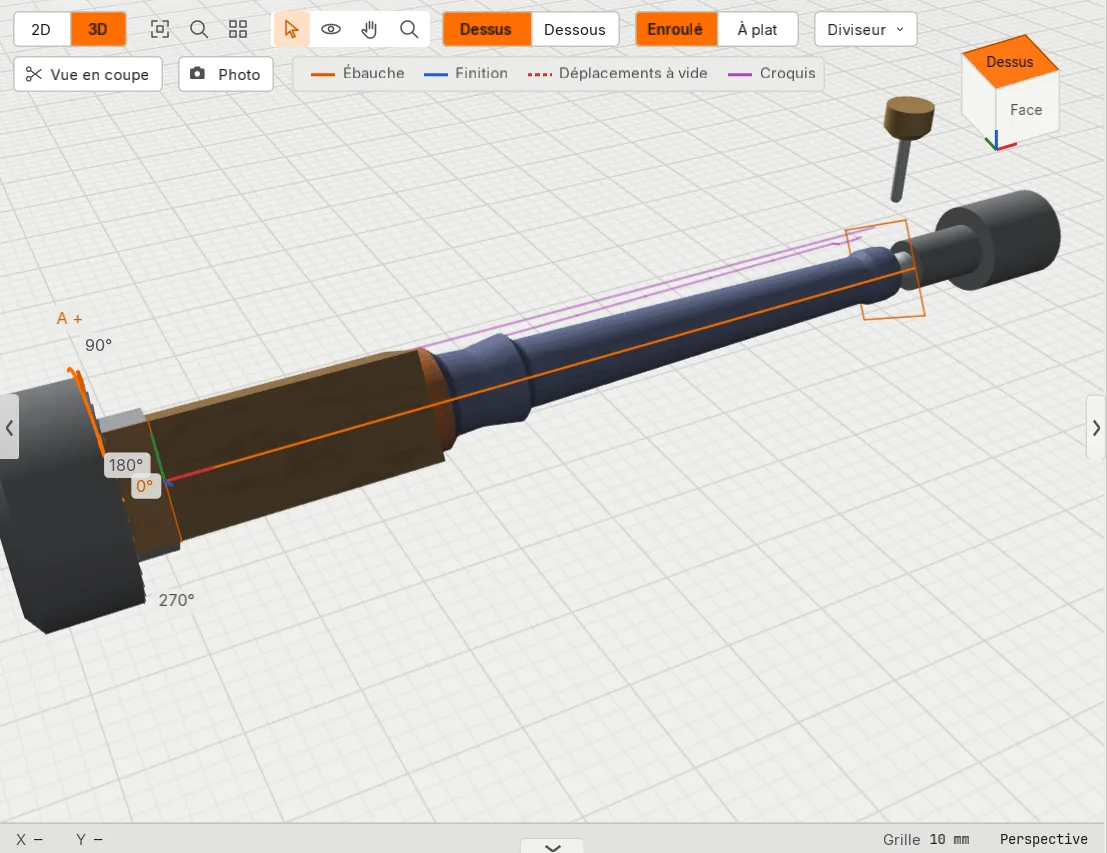 2D 3D Dessus Dessous Enroulé À plat Diviseur
Vue en coupe Photo Ébauche Finition Déplacements à vide Croquis
Dessus
Face
A +
90°
180°
0°
270°
X – Y – Grille 10 mm Perspective